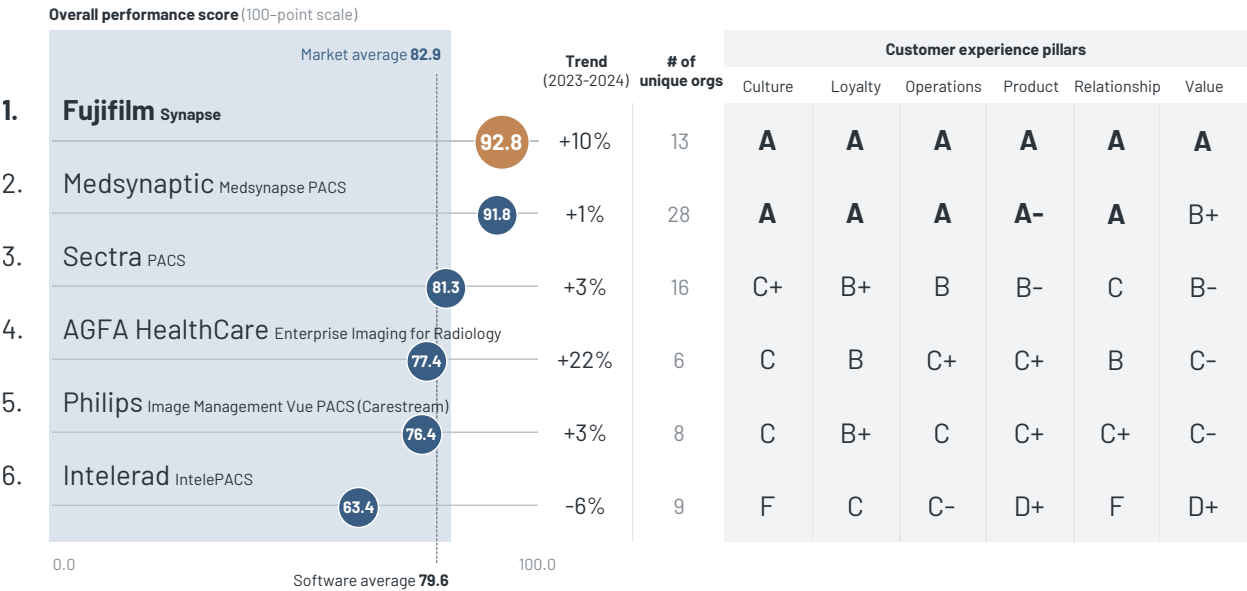 Overall performance score (100-point scale)
Market average 82.9
Trend
(2023-2024)
# of
unique orgs
Customer experience pillars
Culture Loyalty Operations Product Relationship Value
1. Fujifilm Synapse
92.8 +10% 13 A A A A A A
2. Medsynaptic Medsynapse PACS
91.8 +1% 28 A A A A- A B+
3. Sectra PACS
81.3 +3% 16 C+ B+ B B- C B-
4. AGFA HealthCare Enterprise Imaging for Radiology
77.4 +22% 6 C B C+ C+ B C-
5. Philips Image Management Vue PACS (Carestream)
76.4 +3% 8 C B+ C C+ C+ C-
6. Intelerad IntelePACS
63.4 -6% 9 F C C- D+ F D+
0.0 100.0
Software average 79.6